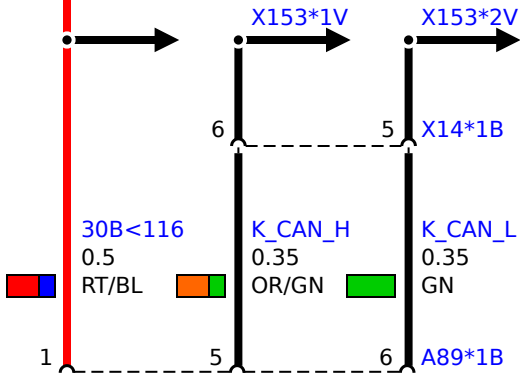 X153*1V X153*2V
6 5 X14*1B
30B<116 K_CAN_H K_CAN_L
0.5 0.35 0.35
RT/BL OR/GN GN
1 5 6 A89*1B